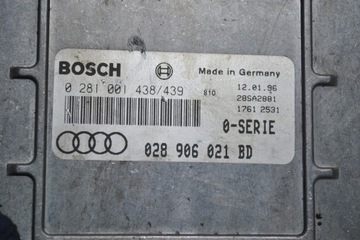 BOSCH
Made in Germany
0 281 001 438/439
810
12.01.96
28SA2881
1761 2531
0-SERIE
028 906 021 BD